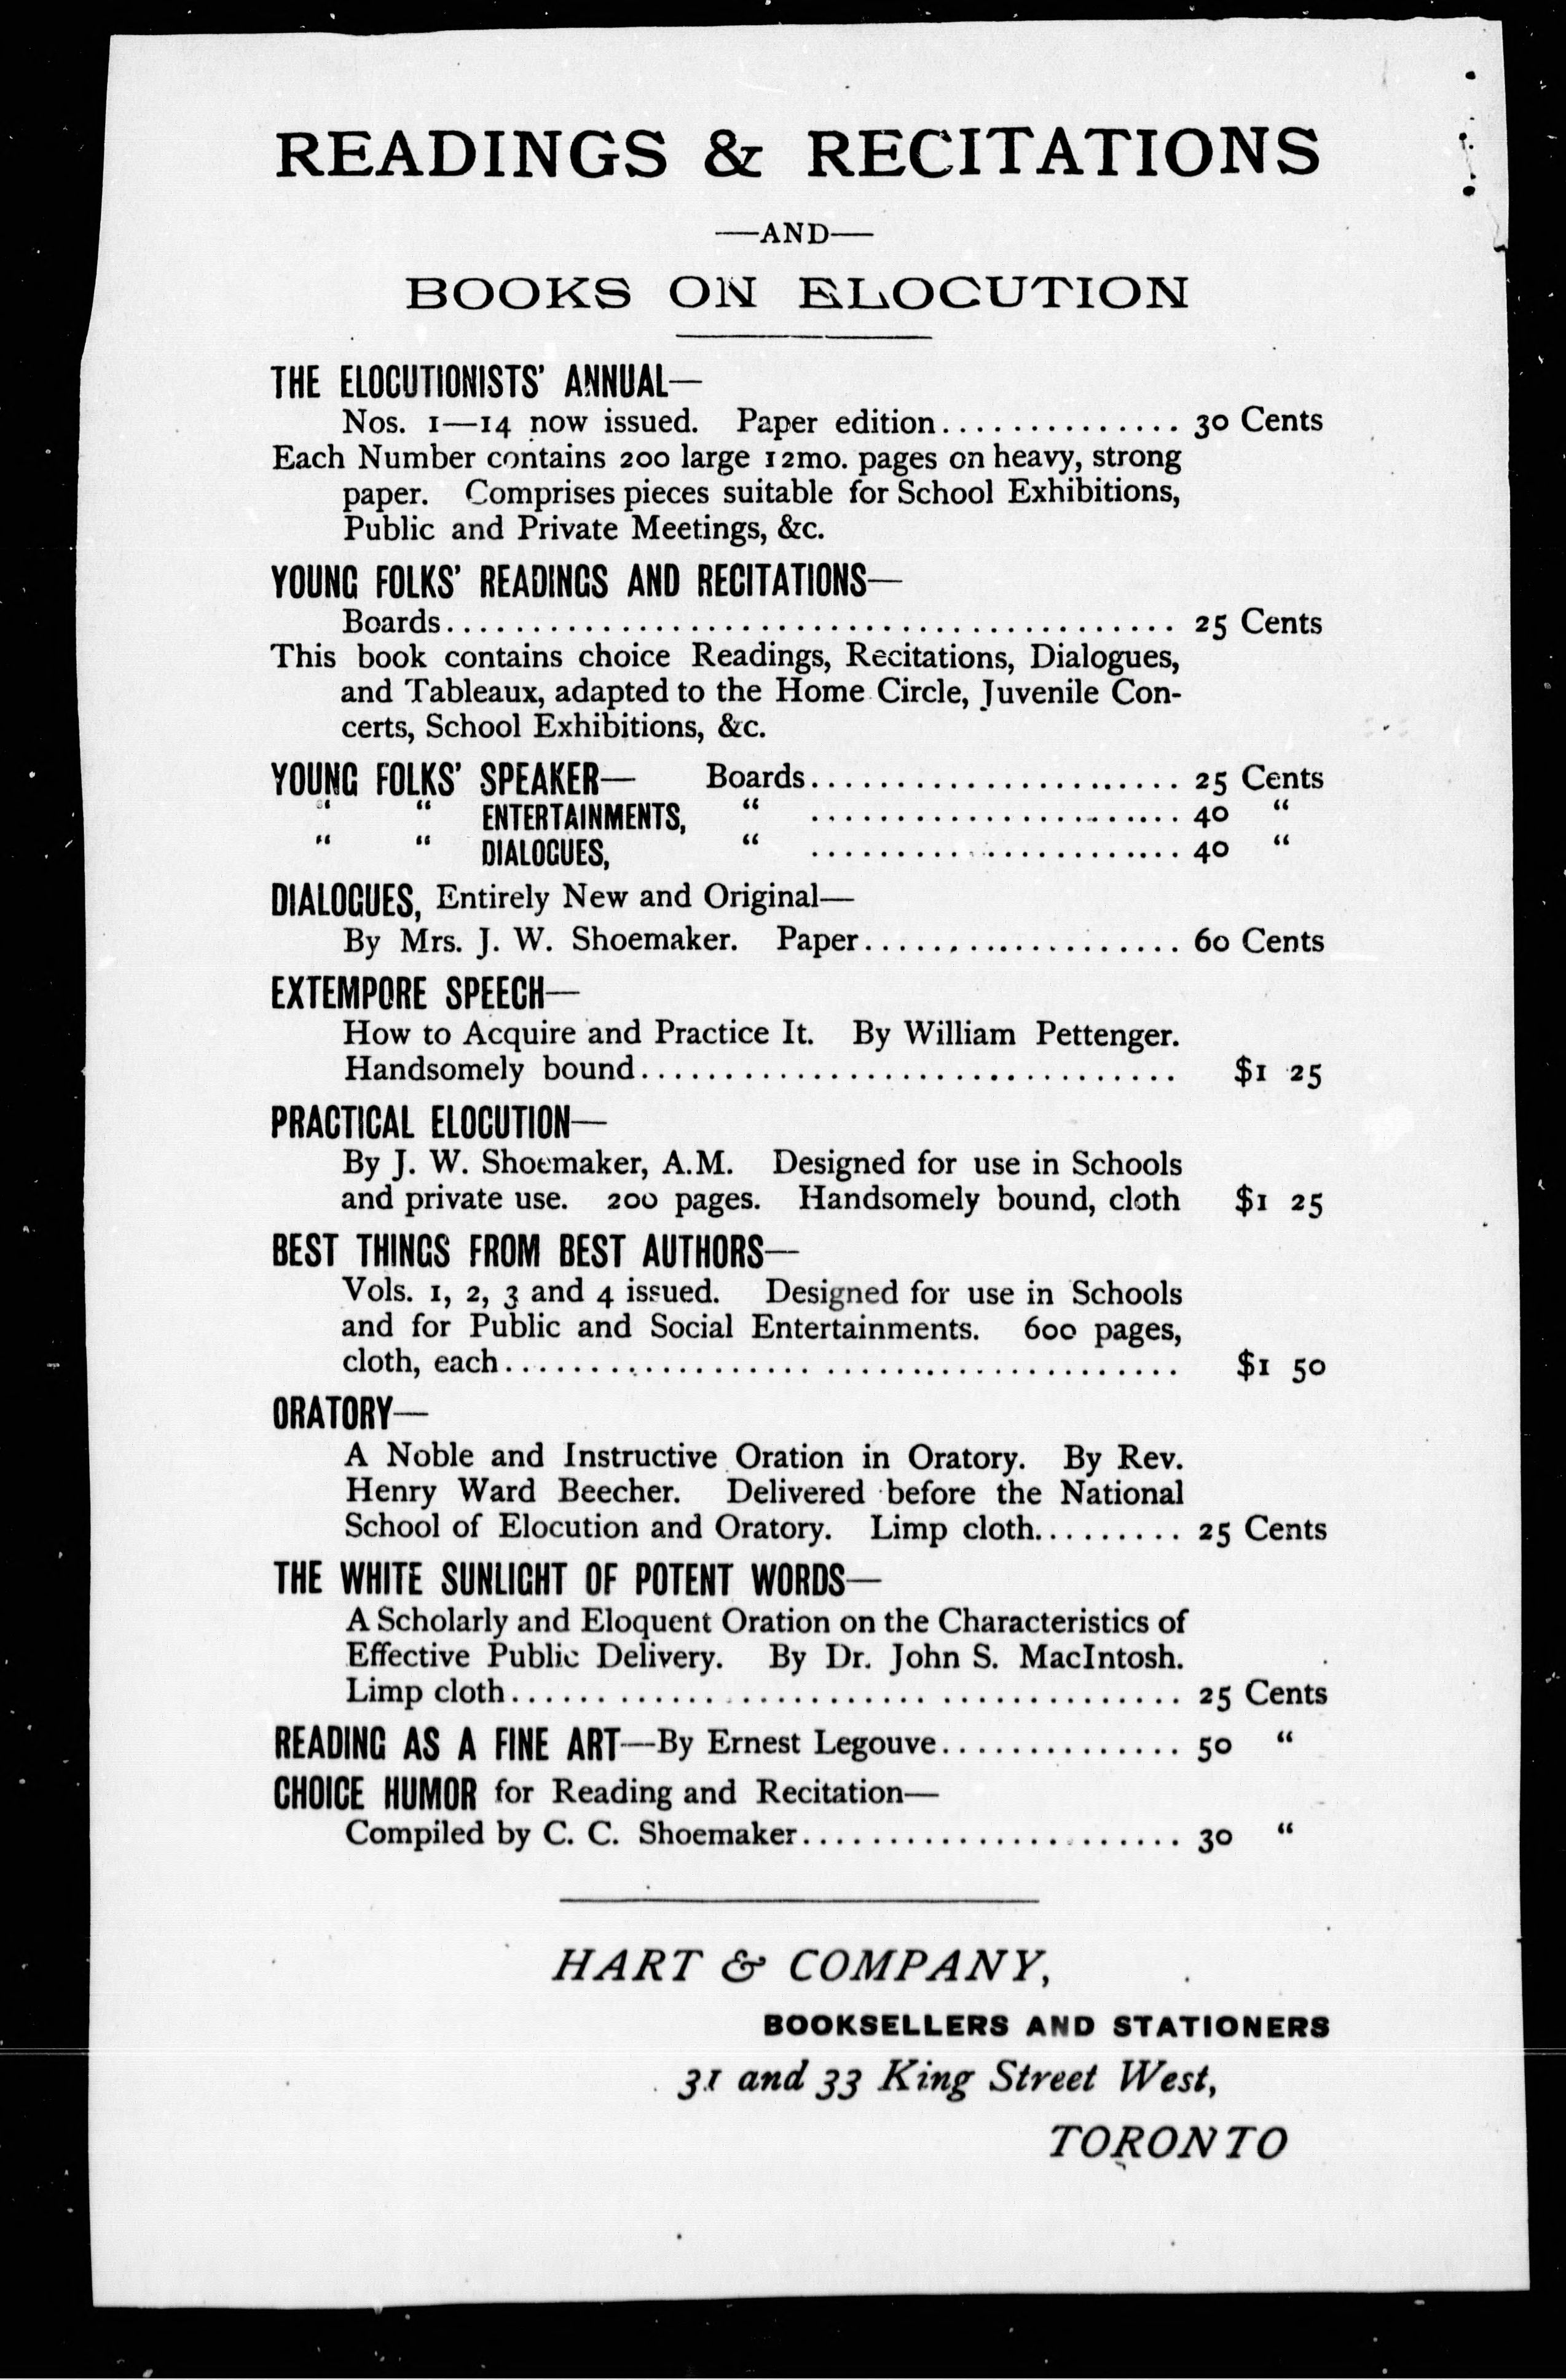 READINGS & RECITATIONS
—AND—
BOOKS ON ELOCUTION
THE ELOCUTIONISTS' ANNUAL—
Nos. 1—14 now issued. Paper edition.............. 30 Cents
Each Number contains 200 large 12mo. pages on heavy, strong
paper. Comprises pieces suitable for School Exhibitions,
Public and Private Meetings, &c.
YOUNG FOLKS' READINGS AND RECITATIONS—
Boards.......................................... 25 Cents
This book contains choice Readings, Recitations, Dialogues,
and Tableaux, adapted to the Home Circle, Juvenile Con-
certs, School Exhibitions, &c.
YOUNG FOLKS' SPEAKER— Boards...................... 25 Cents
" " ENTERTAINMENTS, " ...................... 40 "
" " DIALOGUES, " ...................... 40 "
DIALOGUES, Entirely New and Original—
By Mrs. J. W. Shoemaker. Paper................... 60 Cents
EXTEMPORE SPEECH—
How to Acquire and Practice It. By William Pettenger.
Handsomely bound................................ $1 25
PRACTICAL ELOCUTION—
By J. W. Shoemaker, A.M. Designed for use in Schools
and private use. 200 pages. Handsomely bound, cloth $1 25
BEST THINGS FROM BEST AUTHORS—
Vols. 1, 2, 3 and 4 issued. Designed for use in Schools
and for Public and Social Entertainments. 600 pages,
cloth, each....................................... $1 50
ORATORY—
A Noble and Instructive Oration in Oratory. By Rev.
Henry Ward Beecher. Delivered before the National
School of Elocution and Oratory. Limp cloth......... 25 Cents
THE WHITE SUNLIGHT OF POTENT WORDS—
A Scholarly and Eloquent Oration on the Characteristics of
Effective Public Delivery. By Dr. John S. MacIntosh.
Limp cloth....................................... 25 Cents
READING AS A FINE ART—By Ernest Legouve.............. 50 "
CHOICE HUMOR for Reading and Recitation—
Compiled by C. C. Shoemaker...................... 30 "
HART & COMPANY,
BOOKSELLERS AND STATIONERS
31 and 33 King Street West,
TORONTO